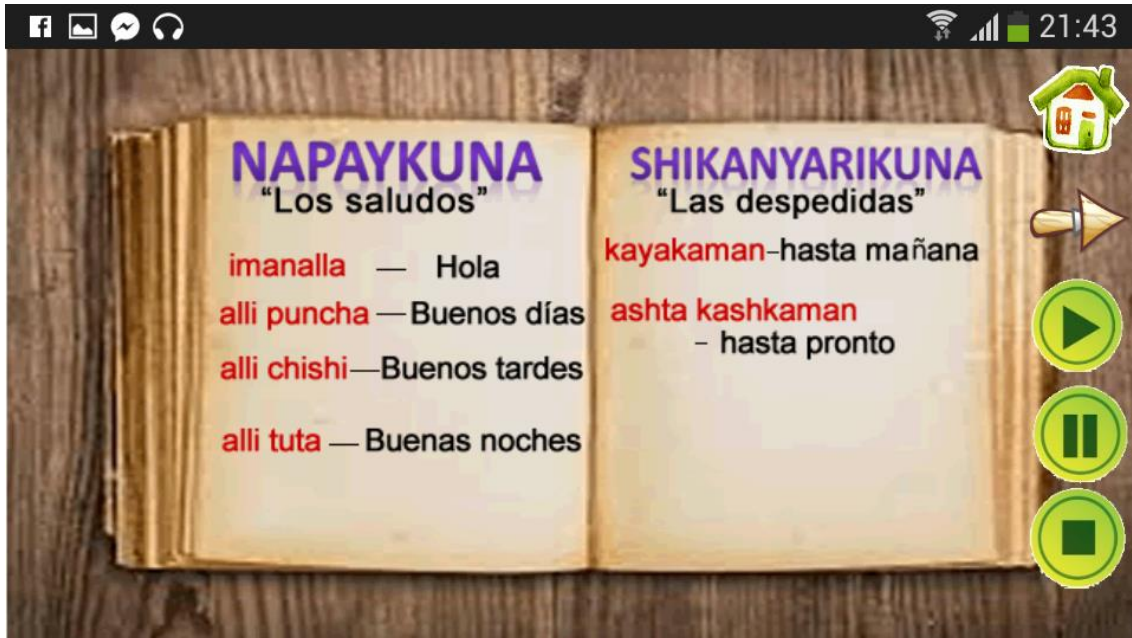 21:43
NAPAYKUNA
“Los saludos”
imanalla — Hola
alli puncha — Buenos días
alli chishi — Buenos tardes
alli tuta — Buenas noches
SHIKANYARIKUNA
“Las despedidas”
kayakaman-hasta mañana
ashta kashkaman
- hasta pronto